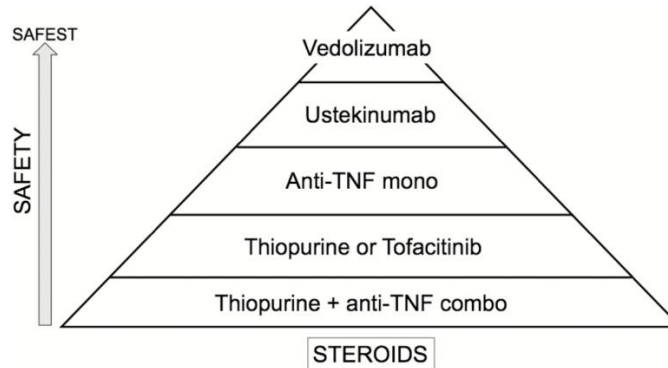 SAFEST
SAFETY
Vedolizumab
Ustekinumab
Anti-TNF mono
Thiopurine or Tofacitinib
Thiopurine + anti-TNF combo
STEROIDS